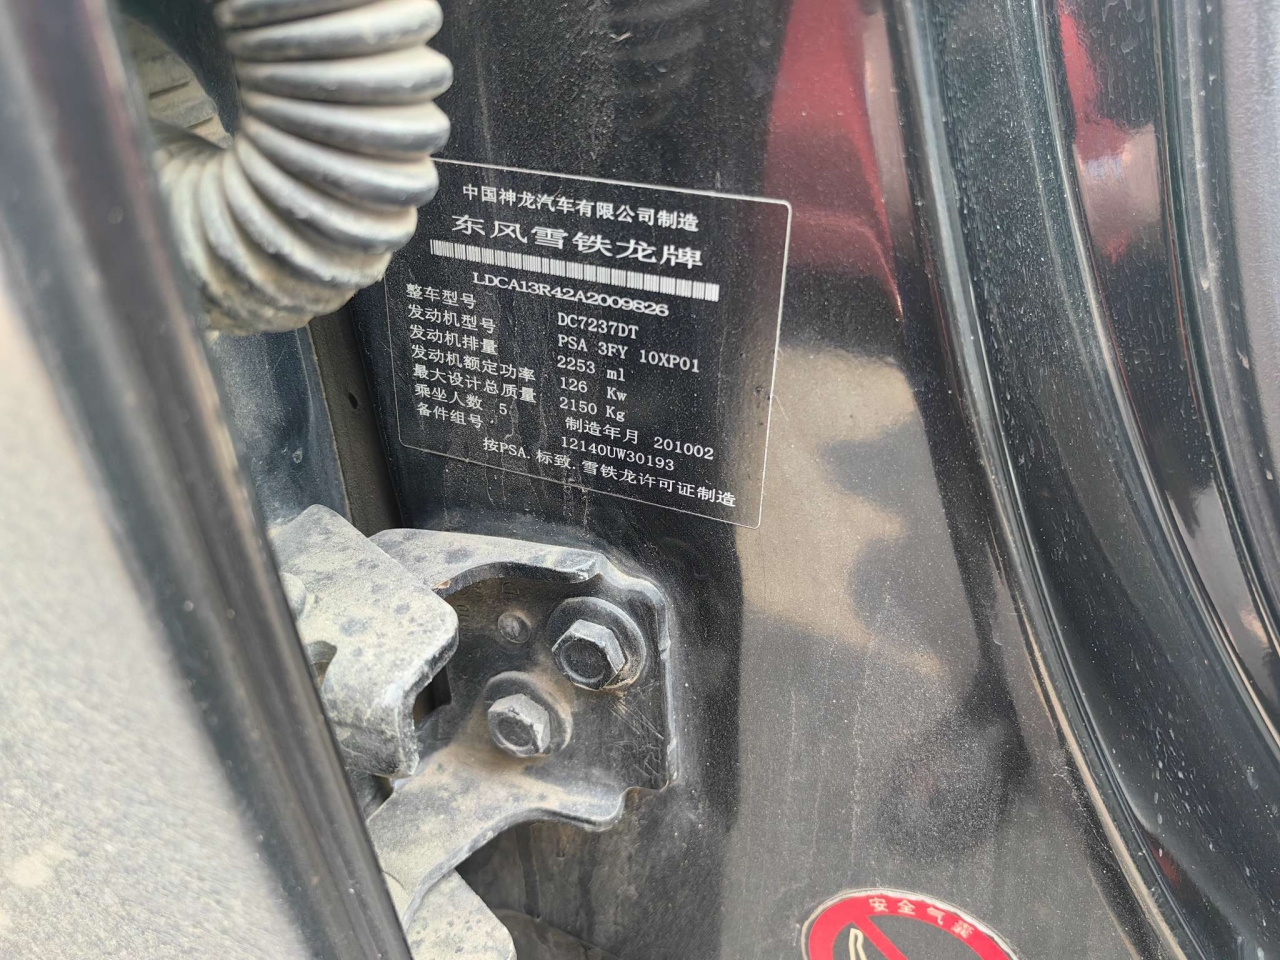 中国神龙汽车有限公司制造
东风雪铁龙牌
LDCA13R42A2009826
整车型号 DC7237DT
发动机型号 PSA 3FY 10XP01
发动机排量 2253 ml
发动机额定功率 126 Kw
最大设计总质量 2150 Kg
乘坐人数 5 制造年月 201002
备件组号 12140UW30193
按PSA.标致.雪铁龙许可证制造
安全气囊